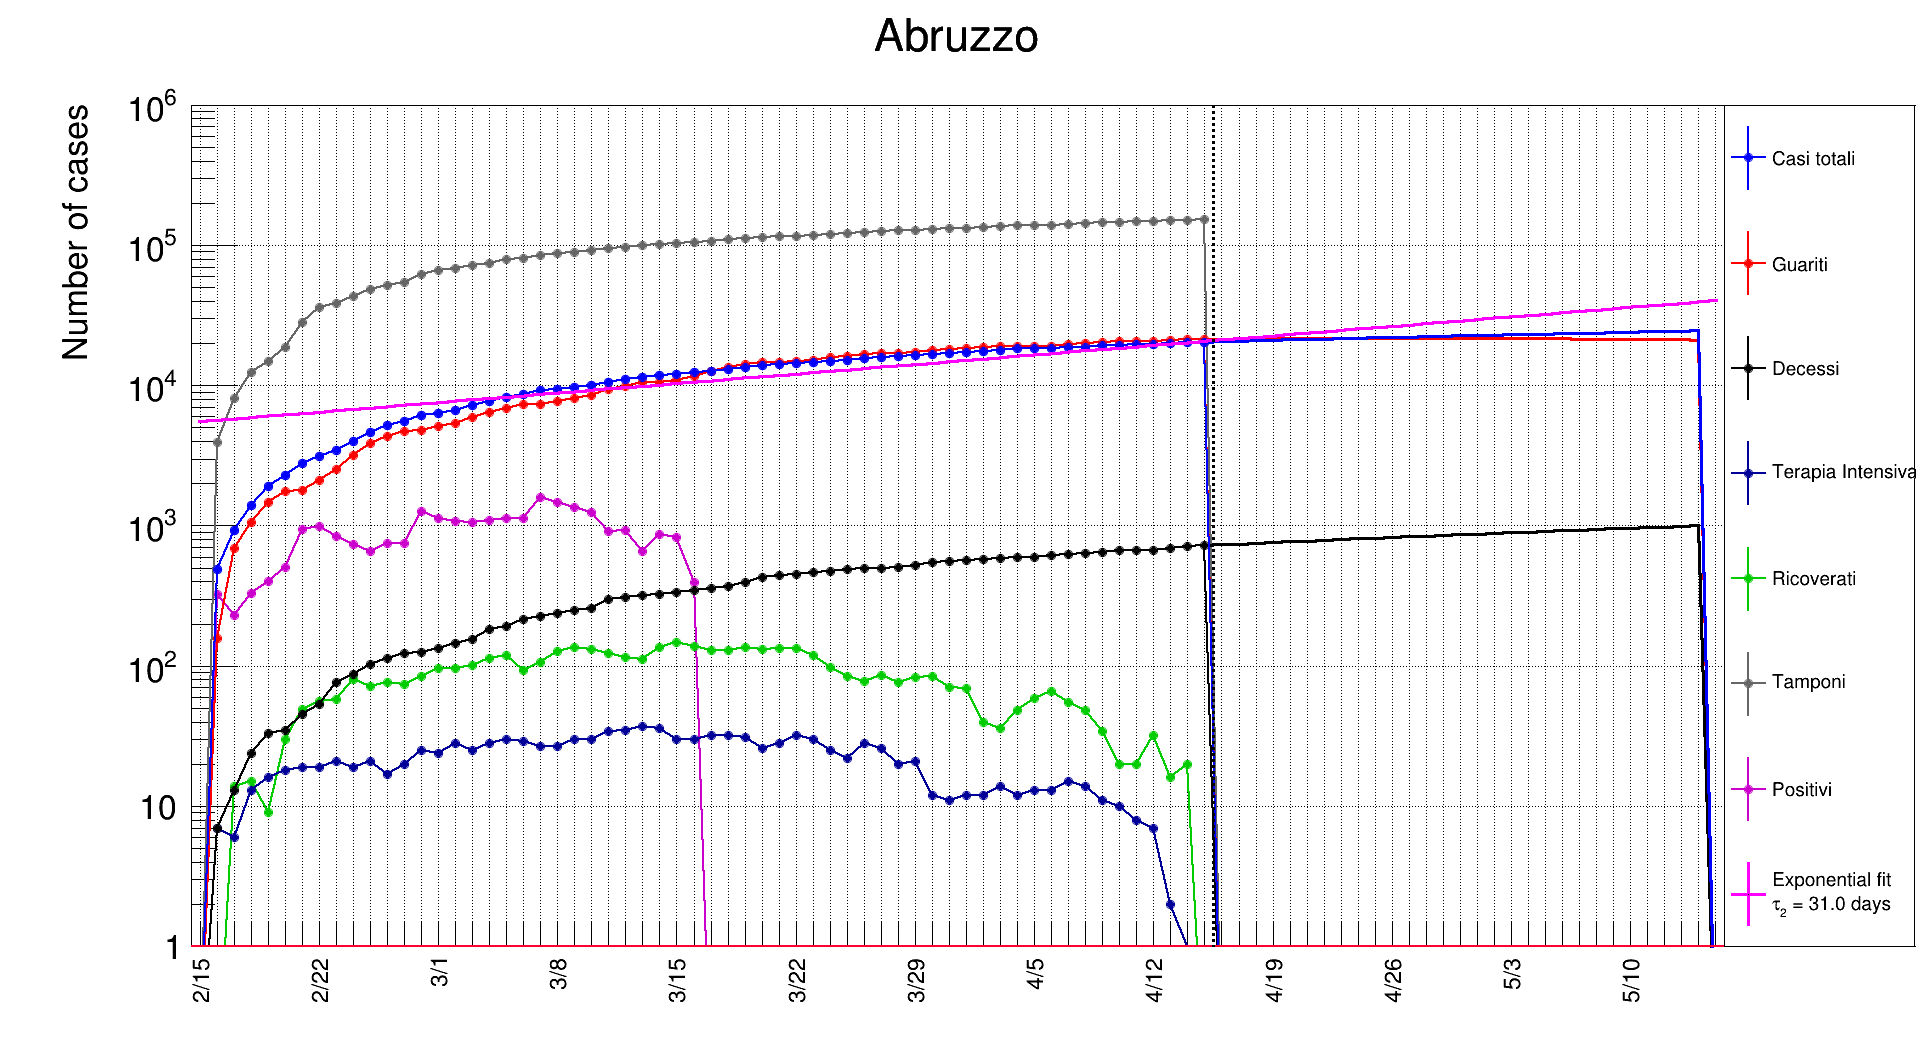 Abruzzo
Number of cases
10^6
10^5
10^4
10^3
10^2
10
1
2/15
2/22
3/1
3/8
3/15
3/22
3/29
4/5
4/12
4/19
4/26
5/3
5/10
Casi totali
Guariti
Decessi
Terapia Intensiva
Ricoverati
Tamponi
Positivi
Exponential fit
τ₂ = 31.0 days